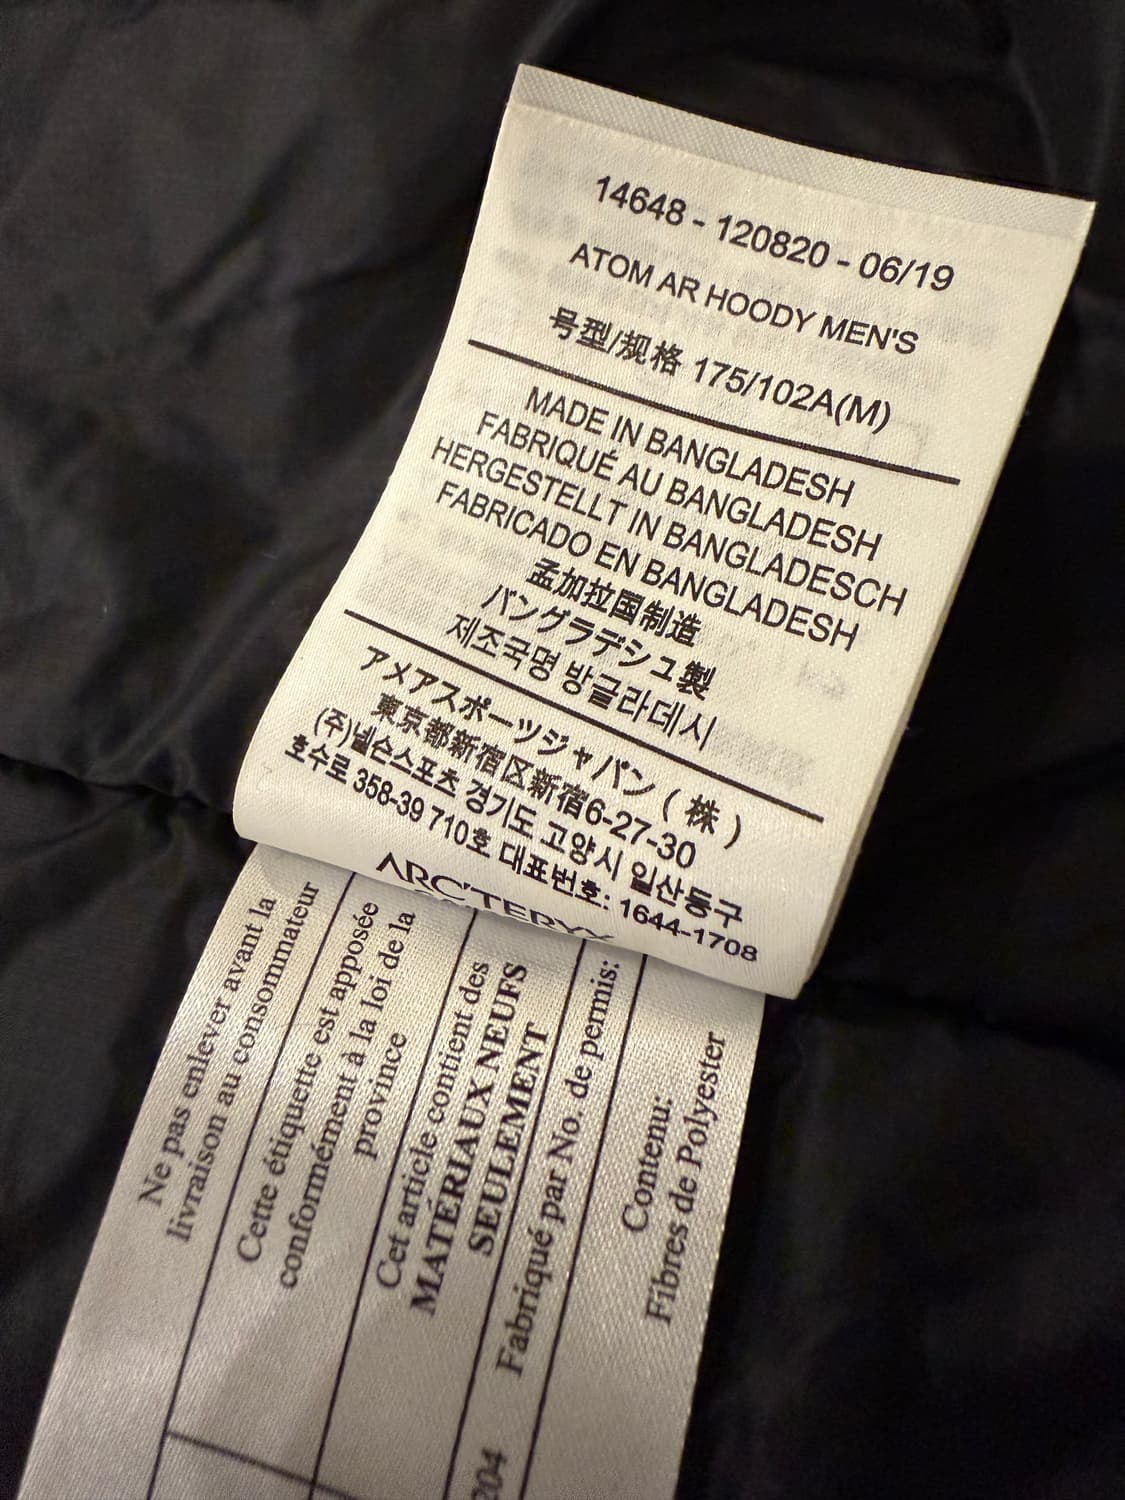 14648 - 120820 - 06/19
ATOM AR HOODY MEN'S
号型/规格 175/102A(M)
MADE IN BANGLADESH
FABRIQUÉ AU BANGLADESH
HERGESTELLT IN BANGLADESCH
FABRICADO EN BANGLADESH
孟加拉国制造
バングラデシュ製
제조국명 방글라데시
アメアスポーツジャパン(株)
東京都新宿区新宿6-27-30
(주)넬슨스포츠 경기도 고양시 일산동구
호수로 358-39 710호 대표번호: 1644-1708
ARC'TERYX
Ne pas enlever avant la
livraison au consommateur
Cette étiquette est apposée
conformément à la loi de la
province
Cet article contient des
MATÉRIAUX NEUFS
SEULEMENT
Fabriqué par No. de permis:
Contenu:
Fibres de Polyester